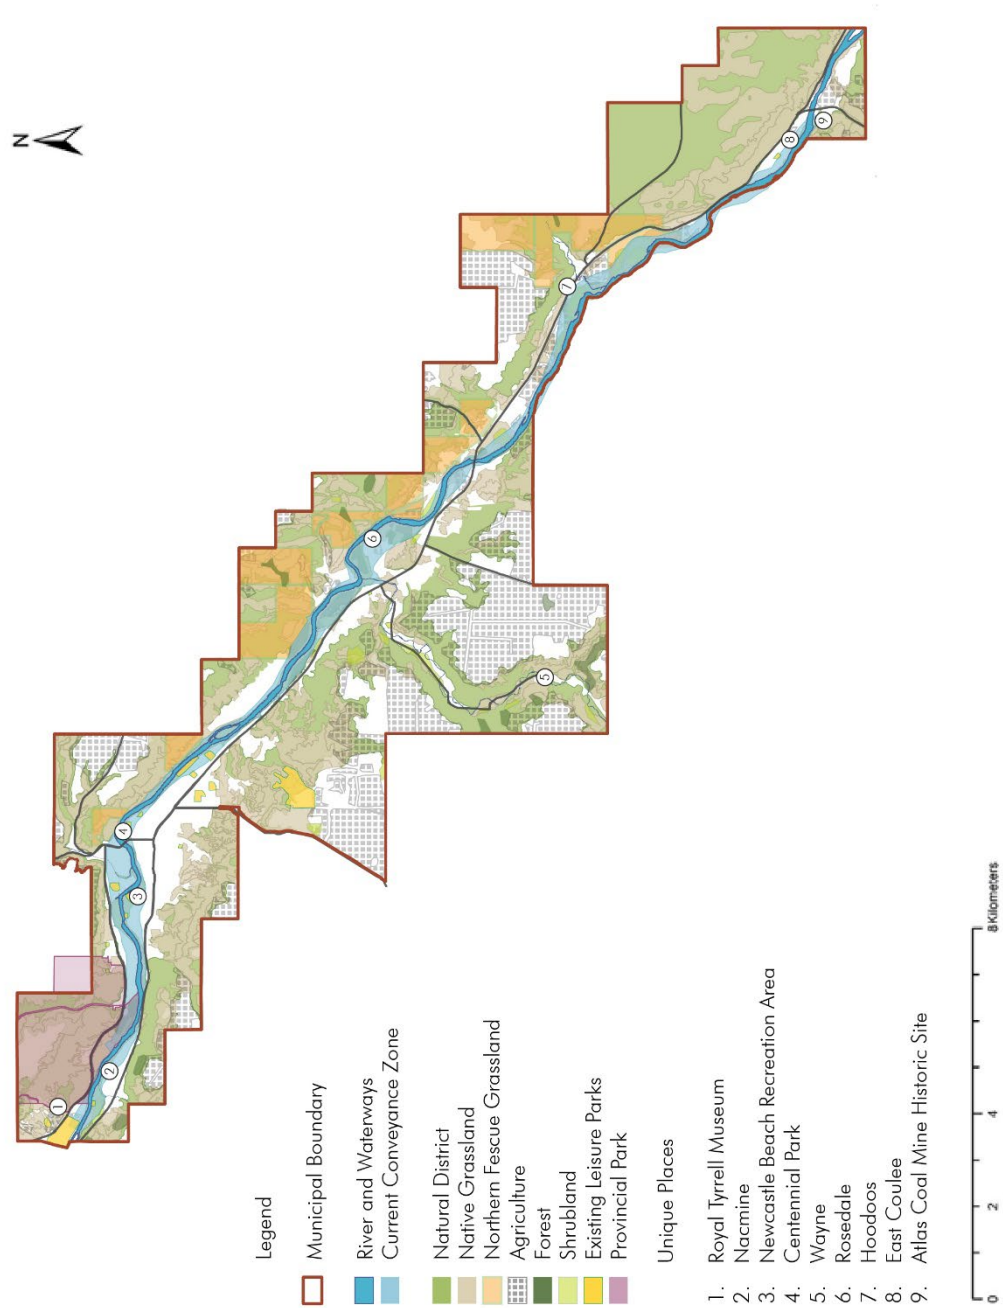 N
Legend
Municipal Boundary
River and Waterways
Current Conveyance Zone
Natural District
Native Grassland
Northern Fescue Grassland
Agriculture
Forest
Shrubland
Existing Leisure Parks
Provincial Park
Unique Places
1. Royal Tyrrell Museum
2. Nacmine
3. Newcastle Beach Recreation Area
4. Centennial Park
5. Wayne
6. Rosedale
7. Hoodoos
8. East Coulee
9. Atlas Coal Mine Historic Site
0 2 4 8 Kilometers
1
2
3
4
5
6
7
8
9